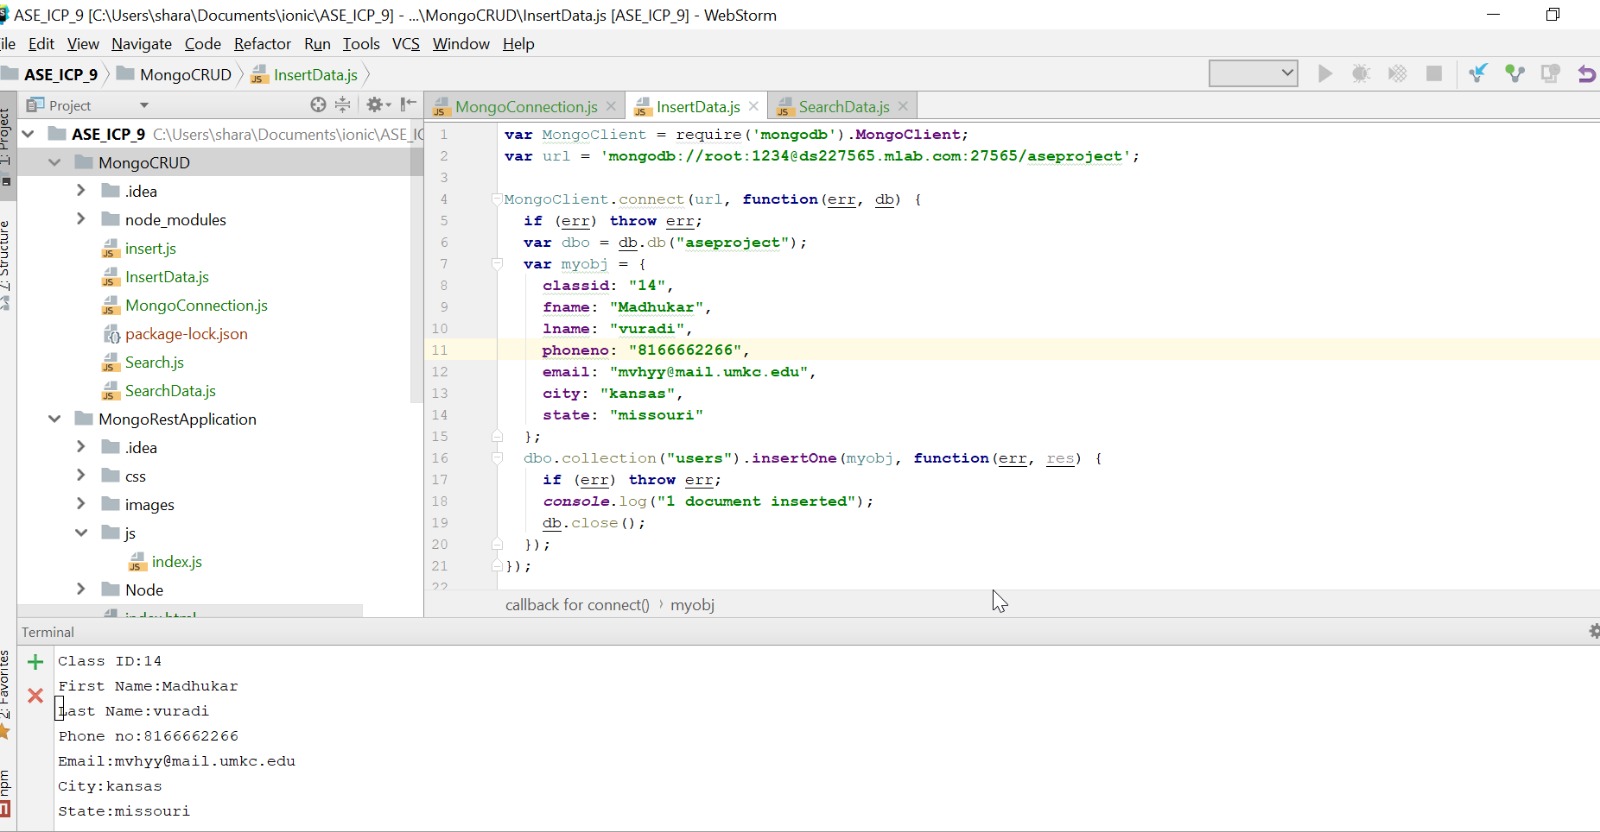 ASE_ICP_9 [C:\Users\shara\Documents\ionic\ASE_ICP_9] - ...\MongoCRUD\InsertData.js [ASE_ICP_9] - WebStorm
ile Edit View Navigate Code Refactor Run Tools VCS Window Help
ASE_ICP_9 MongoCRUD InsertData.js
1: Project
Z: Structure
2: Favorites
npm
Project
ASE_ICP_9 C:\Users\shara\Documents\ionic\ASE_IC
MongoCRUD
.idea
node_modules
insert.js
InsertData.js
MongoConnection.js
package-lock.json
Search.js
SearchData.js
MongoRestApplication
.idea
css
images
js
index.js
Node
index.html
MongoConnection.js InsertData.js SearchData.js
1 var MongoClient = require('mongodb').MongoClient;
2 var url = 'mongodb://root:1234@ds227565.mlab.com:27565/aseproject';
3
4 MongoClient.connect(url, function(err, db) {
5 if (err) throw err;
6 var dbo = db.db("aseproject");
7 var myobj = {
8 classid: "14",
9 fname: "Madhukar",
10 lname: "vuradi",
11 phoneno: "8166662266",
12 email: "mvhyy@mail.umkc.edu",
13 city: "kansas",
14 state: "missouri"
15 };
16 dbo.collection("users").insertOne(myobj, function(err, res) {
17 if (err) throw err;
18 console.log("1 document inserted");
19 db.close();
20 });
21 });
22
callback for connect() › myobj
Terminal
Class ID:14
First Name:Madhukar
Last Name:vuradi
Phone no:8166662266
Email:mvhyy@mail.umkc.edu
City:kansas
State:missouri